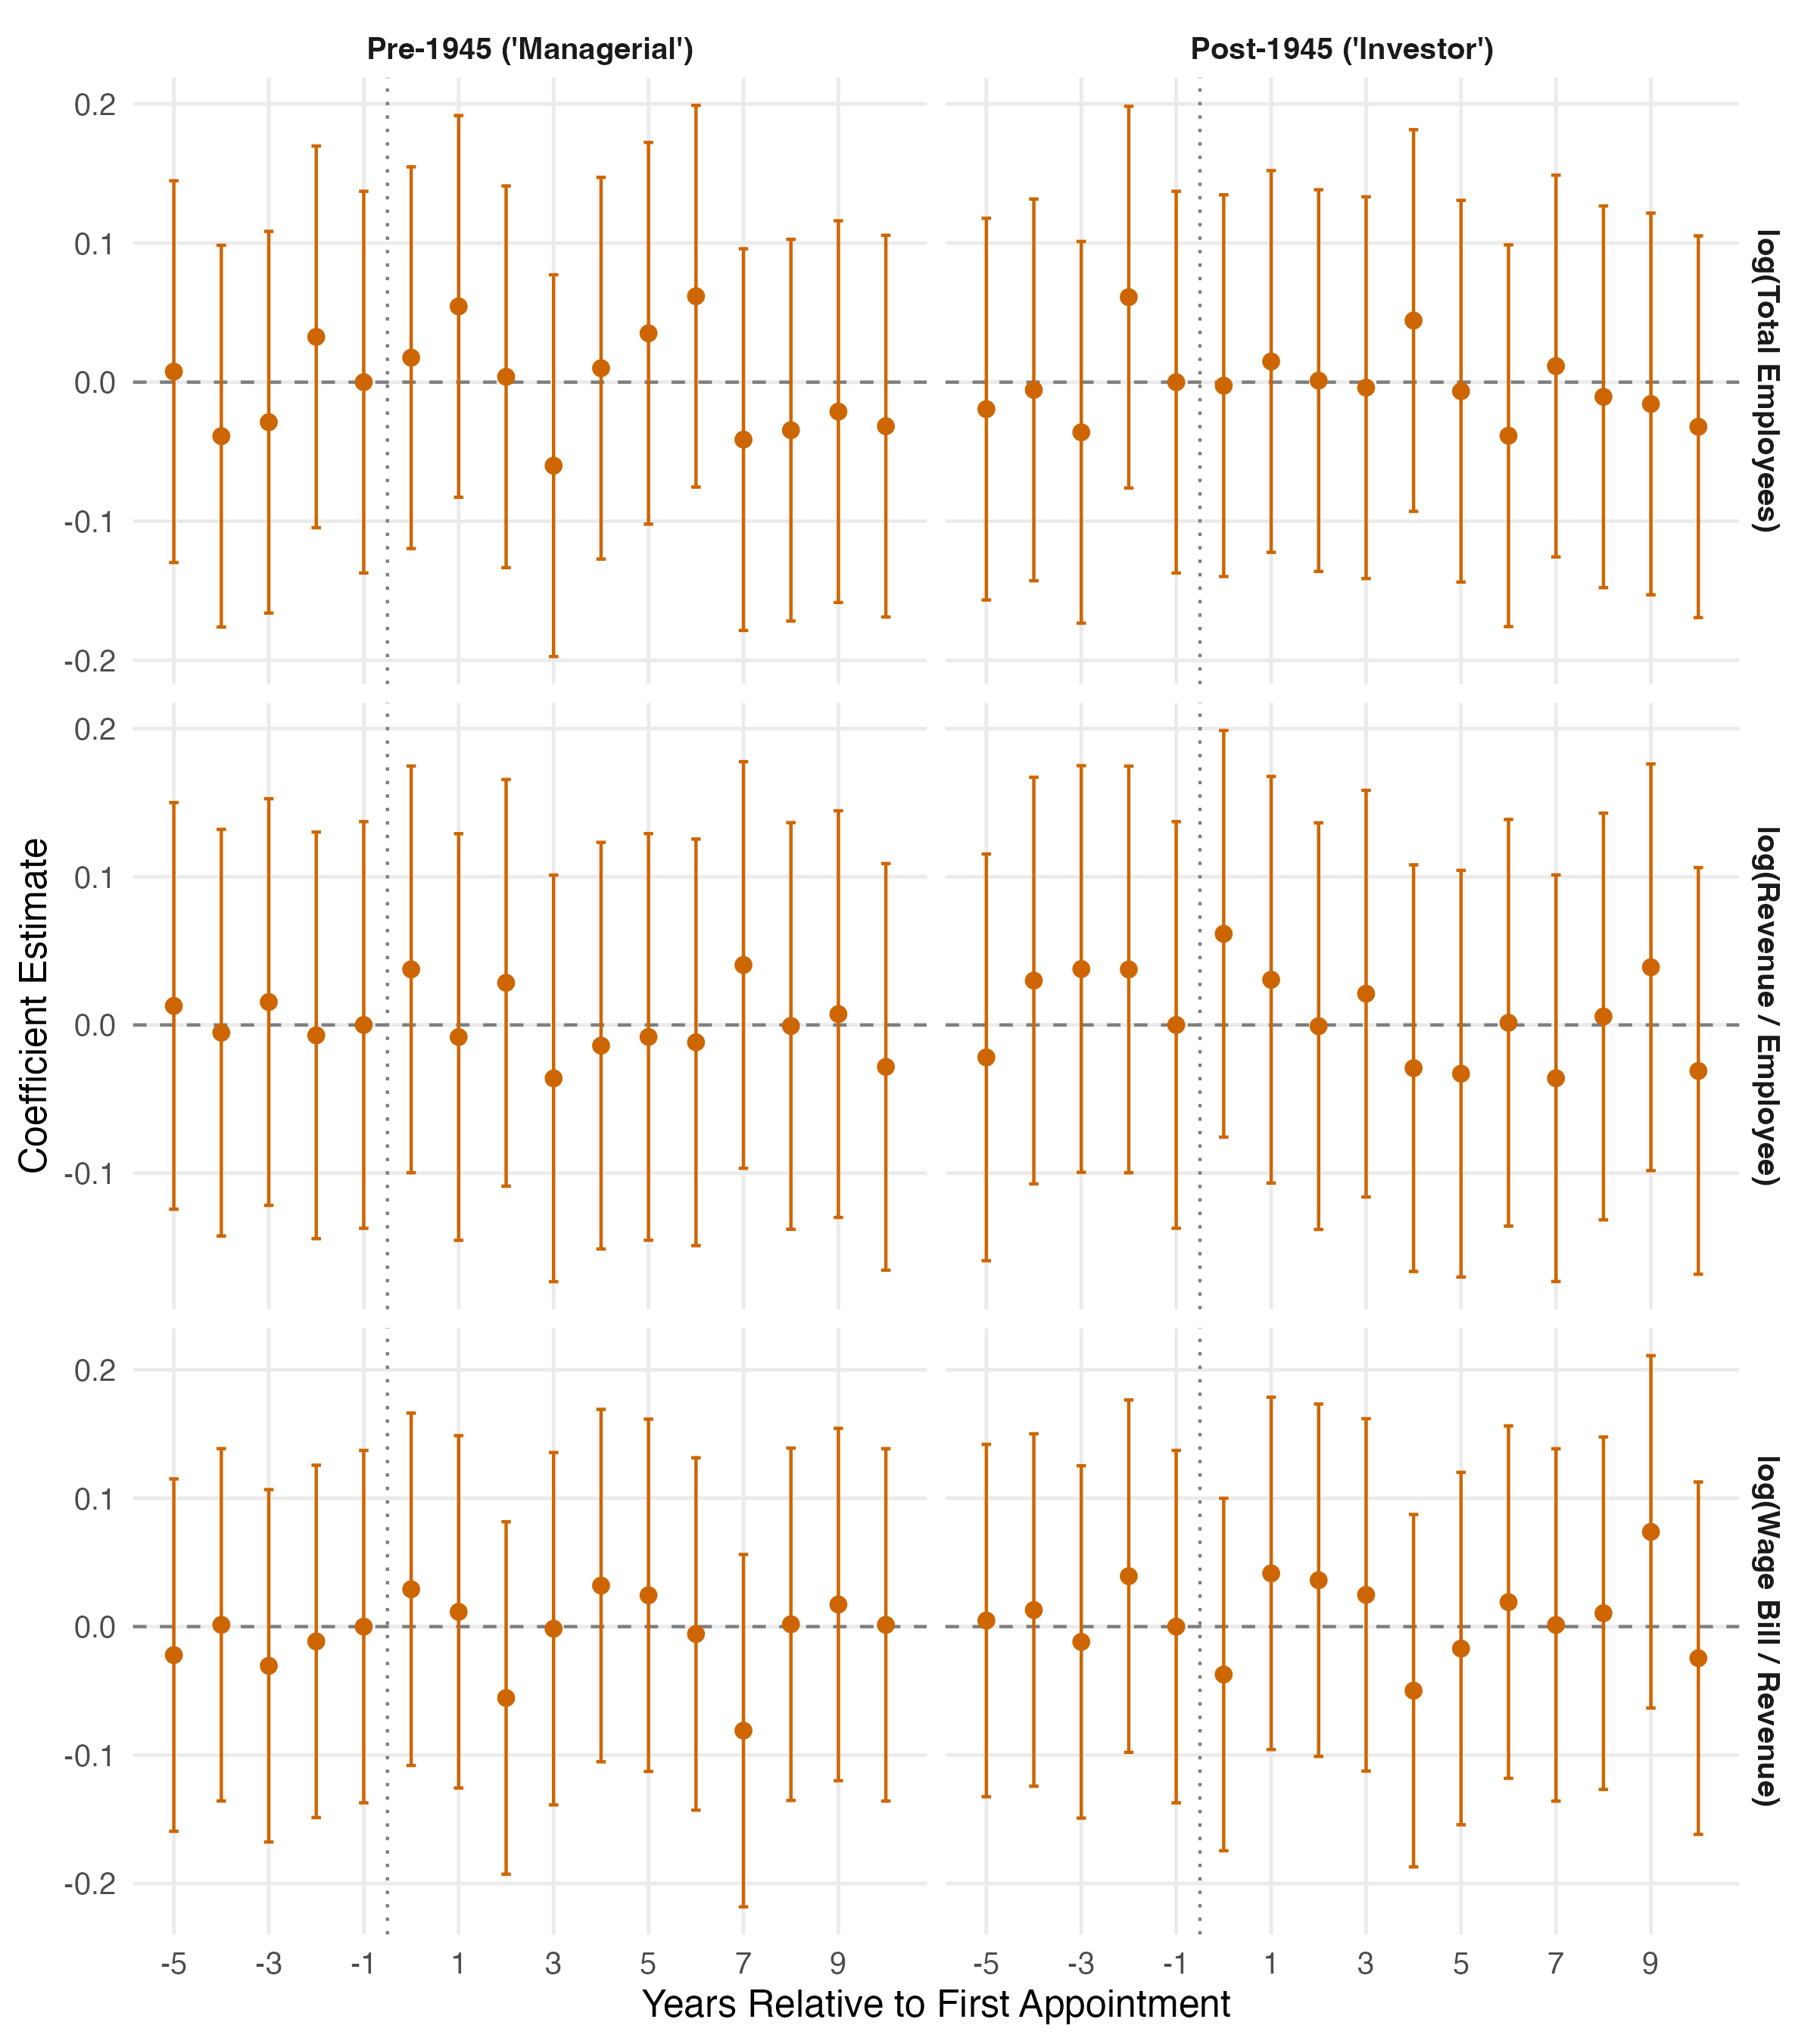 Pre-1945 ('Managerial')
Post-1945 ('Investor')
0.2
0.1
0.0
-0.1
-0.2
log(Total Employees)
0.2
0.1
0.0
-0.1
log(Revenue / Employee)
0.2
0.1
0.0
-0.1
-0.2
log(Wage Bill / Revenue)
Coefficient Estimate
-5 -3 -1 1 3 5 7 9
-5 -3 -1 1 3 5 7 9
Years Relative to First Appointment